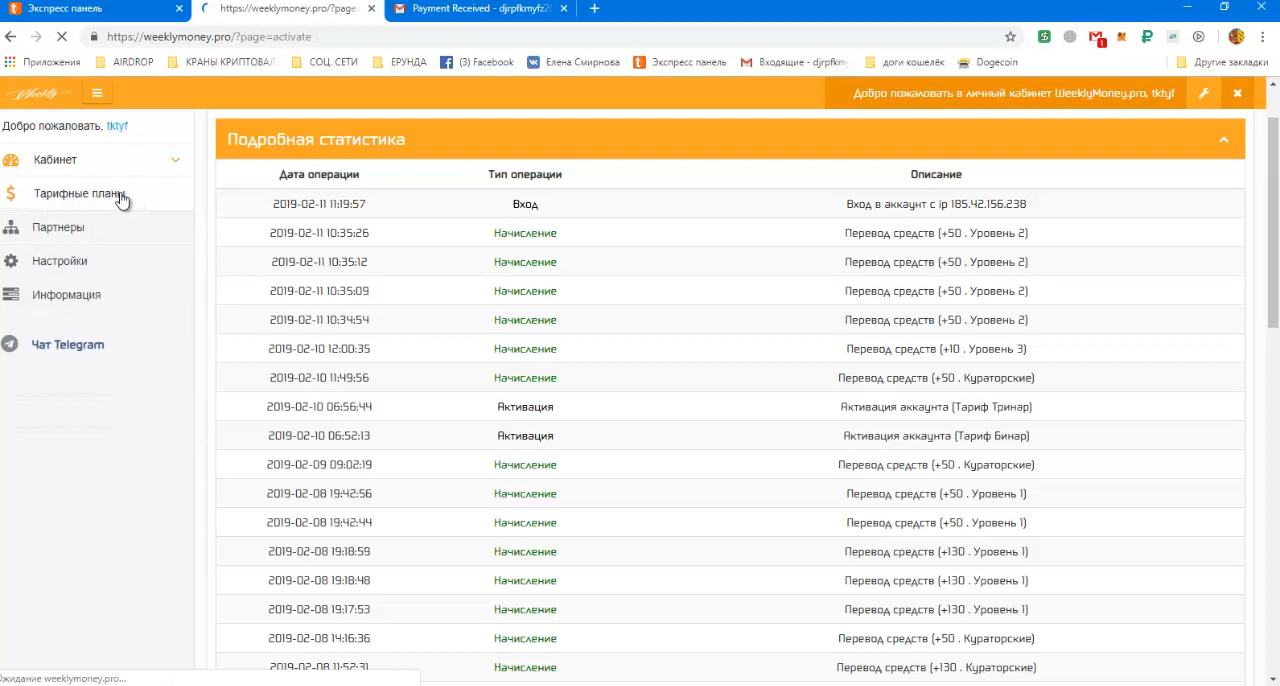 Экспресс панель
https://weeklymoney.pro/?page=
Payment Received - djrpfkmyfz2
https://weeklymoney.pro/?page=activate
Приложения AIRDROP КРАНЫ КРИПТОВАЛ СОЦ. СЕТИ ЕРУНДА (3) Facebook Елена Смирнова Экспресс панель Входящие - djrpfkm доги кошелёк Dogecoin Другие закладки
Weekly
Добро пожаловать в личный кабинет WeeklyMoney.pro, tktyf
Добро пожаловать, tktyf
Кабинет
Тарифные планы
Партнеры
Настройки
Информация
Чат Telegram
Подробная статистика
Дата операции Тип операции Описание
2019-02-11 11:19:57 Вход Вход в аккаунт с ip 185.42.156.238
2019-02-11 10:35:26 Начисление Перевод средств (+50 . Уровень 2)
2019-02-11 10:35:12 Начисление Перевод средств (+50 . Уровень 2)
2019-02-11 10:35:09 Начисление Перевод средств (+50 . Уровень 2)
2019-02-11 10:34:54 Начисление Перевод средств (+50 . Уровень 2)
2019-02-10 12:00:35 Начисление Перевод средств (+10 . Уровень 3)
2019-02-10 11:49:56 Начисление Перевод средств (+50 . Кураторские)
2019-02-10 06:56:44 Активация Активация аккаунта (Тариф Тринар)
2019-02-10 06:52:13 Активация Активация аккаунта (Тариф Бинар)
2019-02-09 09:02:19 Начисление Перевод средств (+50 . Кураторские)
2019-02-08 19:42:56 Начисление Перевод средств (+50 . Уровень 1)
2019-02-08 19:42:44 Начисление Перевод средств (+50 . Уровень 1)
2019-02-08 19:18:59 Начисление Перевод средств (+130 . Уровень 1)
2019-02-08 19:18:48 Начисление Перевод средств (+130 . Уровень 1)
2019-02-08 19:17:53 Начисление Перевод средств (+130 . Уровень 1)
2019-02-08 14:16:36 Начисление Перевод средств (+50 . Кураторские)
2019-02-08 11:52:31 Начисление Перевод средств (+130 . Кураторские)
Ожидание weeklymoney.pro...